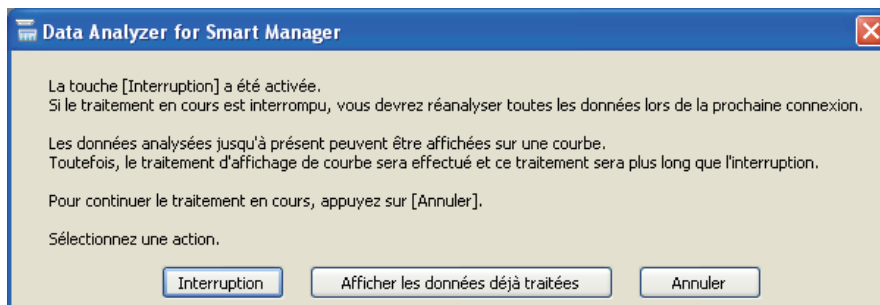 Data Analyzer for Smart Manager
La touche [Interruption] a été activée.
Si le traitement en cours est interrompu, vous devrez réanalyser toutes les données lors de la prochaine connexion.
Les données analysées jusqu'à présent peuvent être affichées sur une courbe.
Toutefois, le traitement d'affichage de courbe sera effectué et ce traitement sera plus long que l'interruption.
Pour continuer le traitement en cours, appuyez sur [Annuler].
Sélectionnez une action.
Interruption Afficher les données déjà traitées Annuler